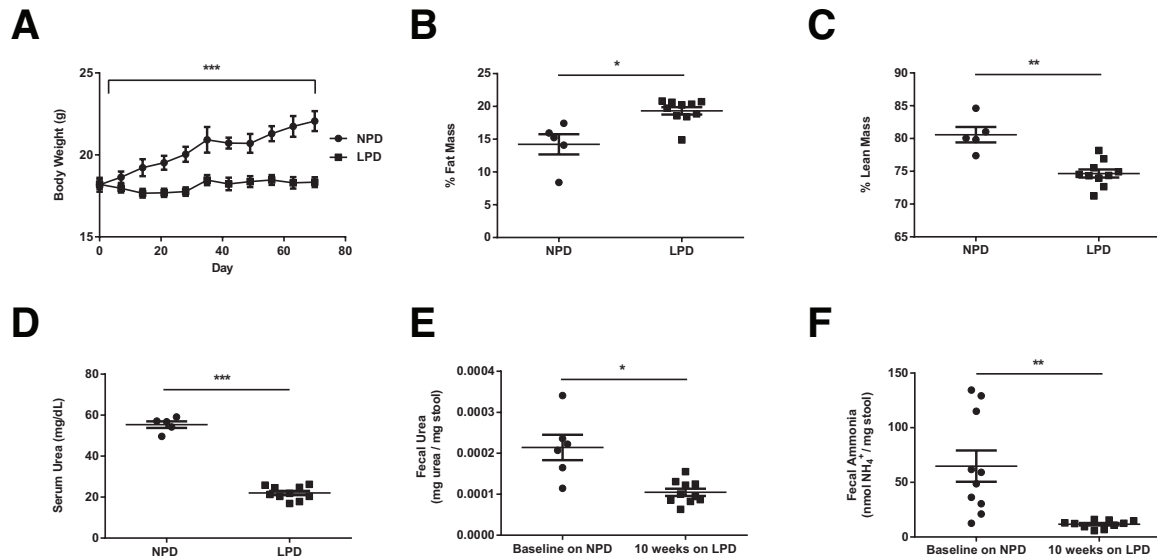 A
***
Body Weight (g)
25
20
15
0
20
40
60
80
Day
NPD
LPD
B
*
% Fat Mass
25
20
15
10
5
0
NPD
LPD
C
**
% Lean Mass
90
85
80
75
70
65
NPD
LPD
D
***
Serum Urea (mg/dL)
80
60
40
20
0
NPD
LPD
E
*
Fecal Urea
(mg urea / mg stool)
0.0004
0.0003
0.0002
0.0001
0.0000
Baseline on NPD
10 weeks on LPD
F
**
Fecal Ammonia
(nmol NH₄⁺ / mg stool)
150
100
50
0
Baseline on NPD
10 weeks on LPD